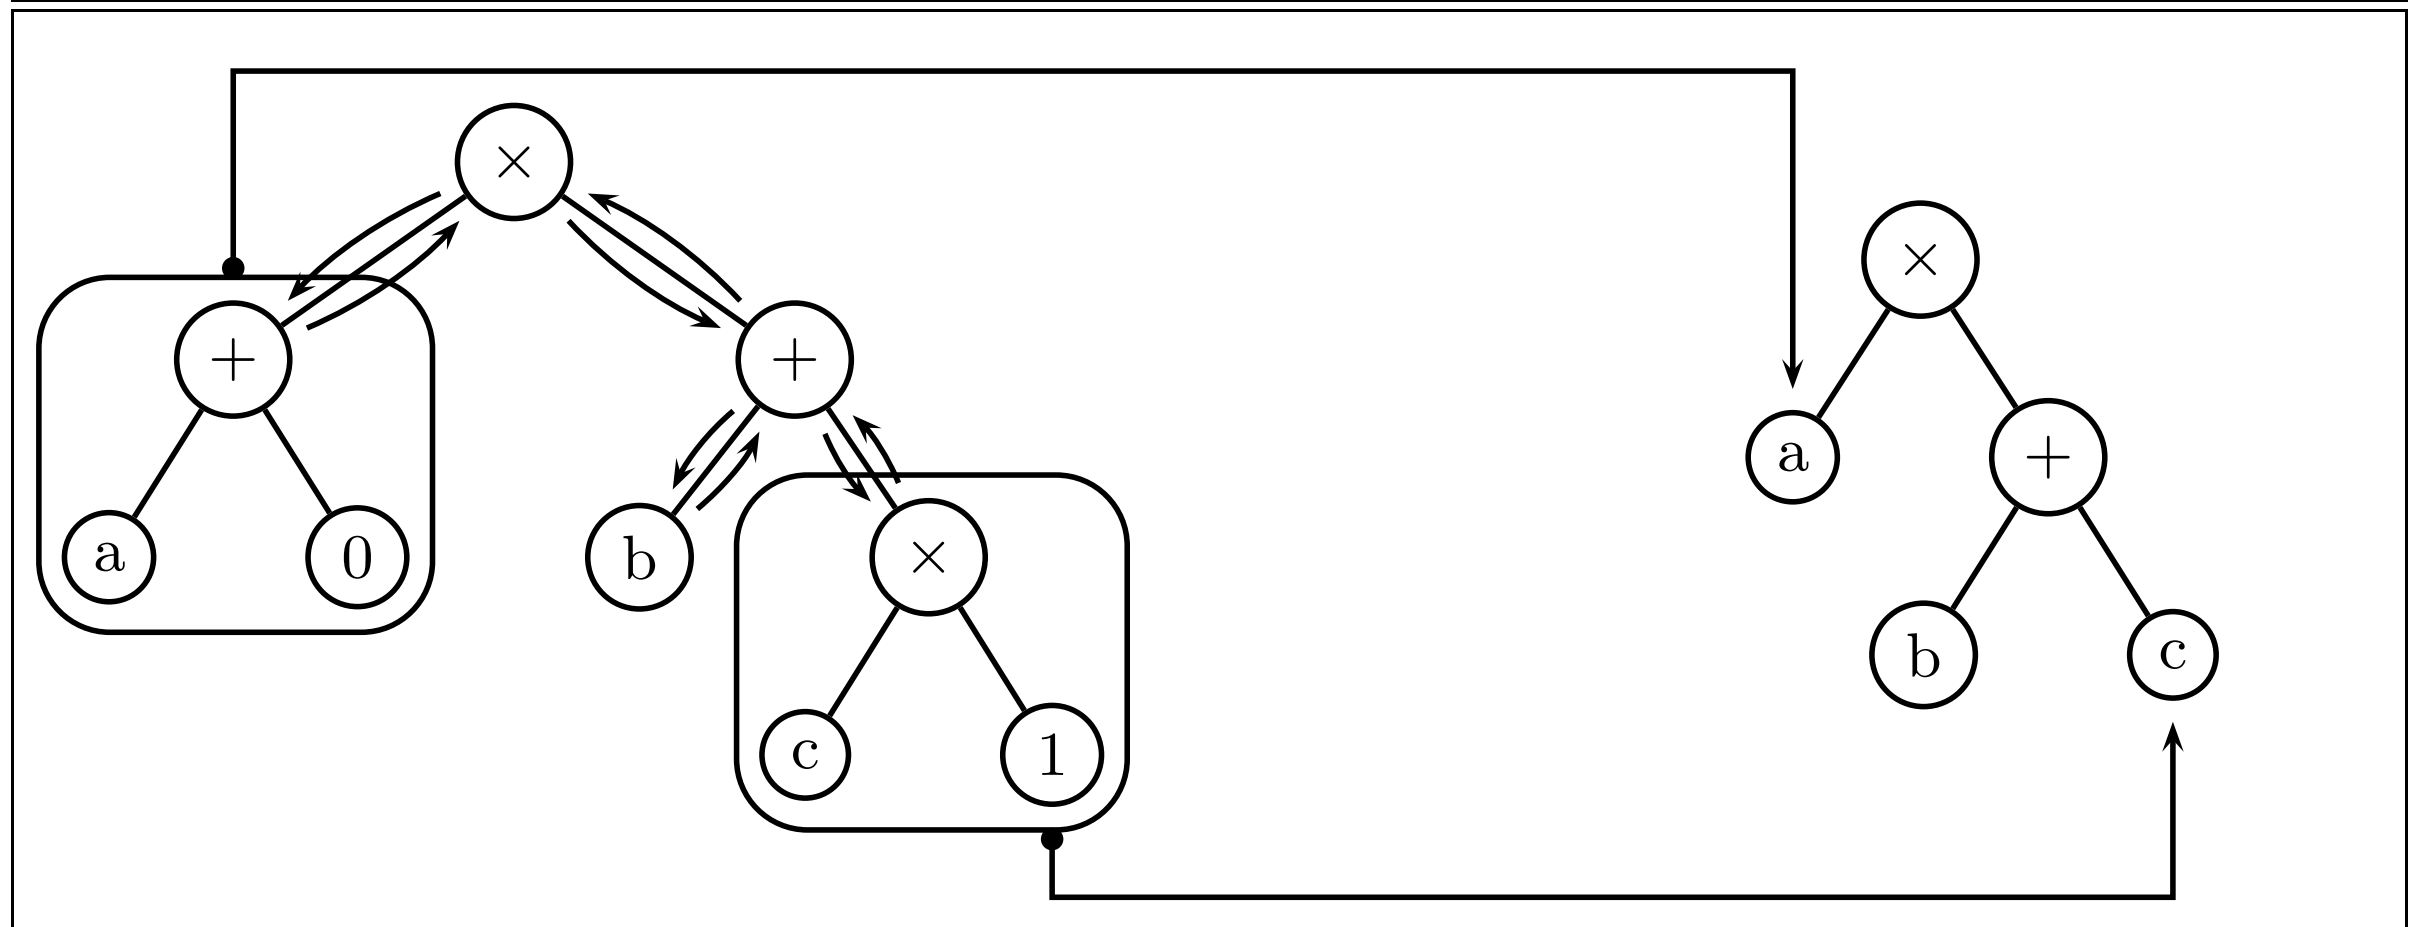 ×
×
+ +
a +
a 0 b ×
b c
c 1